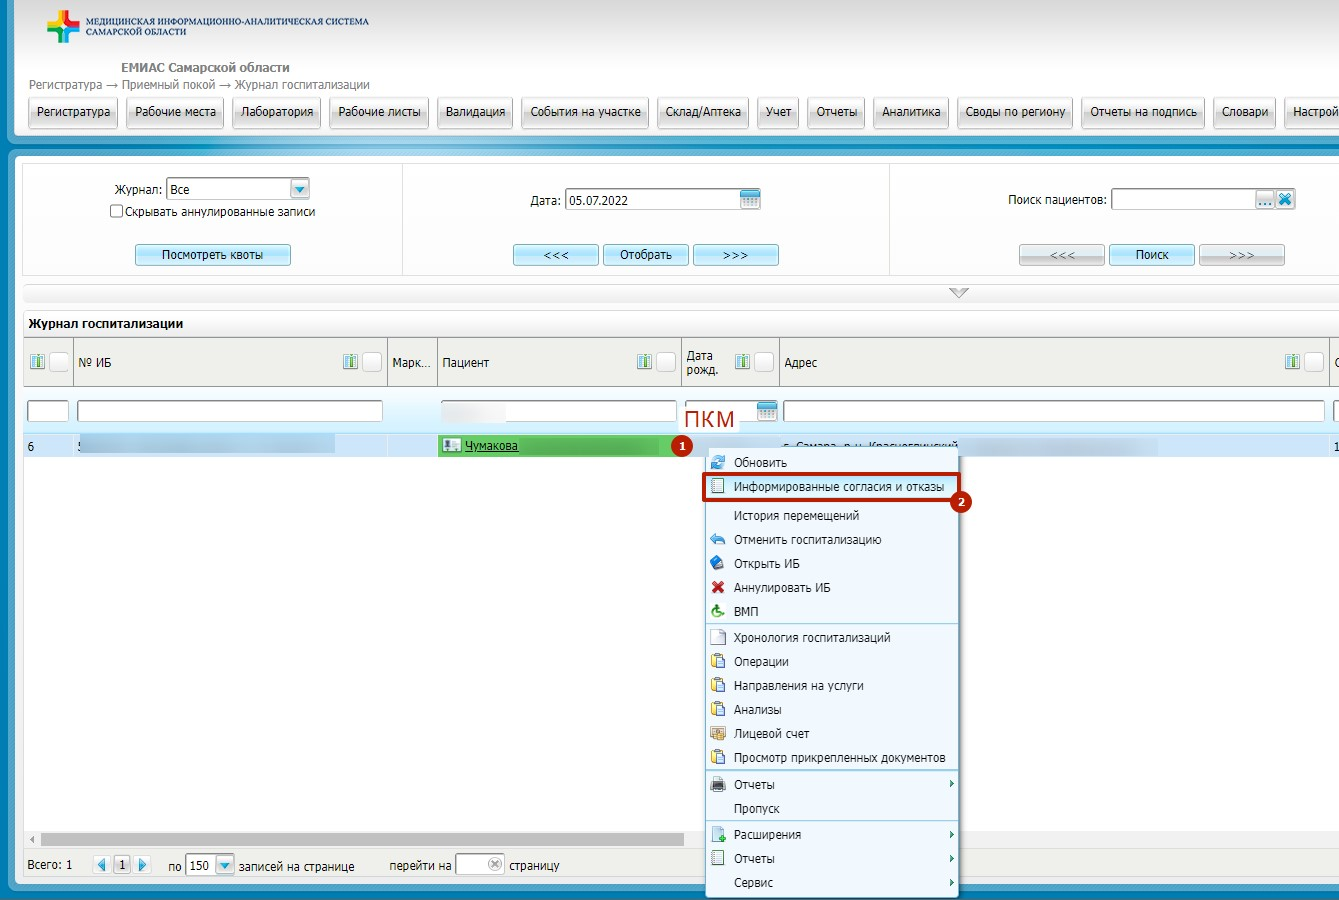 МЕДИЦИНСКАЯ ИНФОРМАЦИОННО-АНАЛИТИЧЕСКАЯ СИСТЕМА
САМАРСКОЙ ОБЛАСТИ
ЕМИАС Самарской области
Регистратура → Приемный покой → Журнал госпитализации
Регистратура Рабочие места Лаборатория Рабочие листы Валидация События на участке Склад/Аптека Учет Отчеты Аналитика Своды по региону Отчеты на подпись Словари Настрой
Журнал: Все
Скрывать аннулированные записи
Посмотреть квоты
Дата: 05.07.2022
<<< Отобрать >>>
Поиск пациентов: ...
<<< Поиск >>>
Журнал госпитализации
№ ИБ Марк... Пациент Дата рожд. Адрес
ПКМ
6 Чумакова 1 г. Самара, р-н. Красноглинский 1
Обновить
Информированные согласия и отказы
2
История перемещений
Отменить госпитализацию
Открыть ИБ
Аннулировать ИБ
ВМП
Хронология госпитализаций
Операции
Направления на услуги
Анализы
Лицевой счет
Просмотр прикрепленных документов
Отчеты
Пропуск
Расширения
Отчеты
Сервис
Всего: 1 1 по 150 записей на странице перейти на страницу